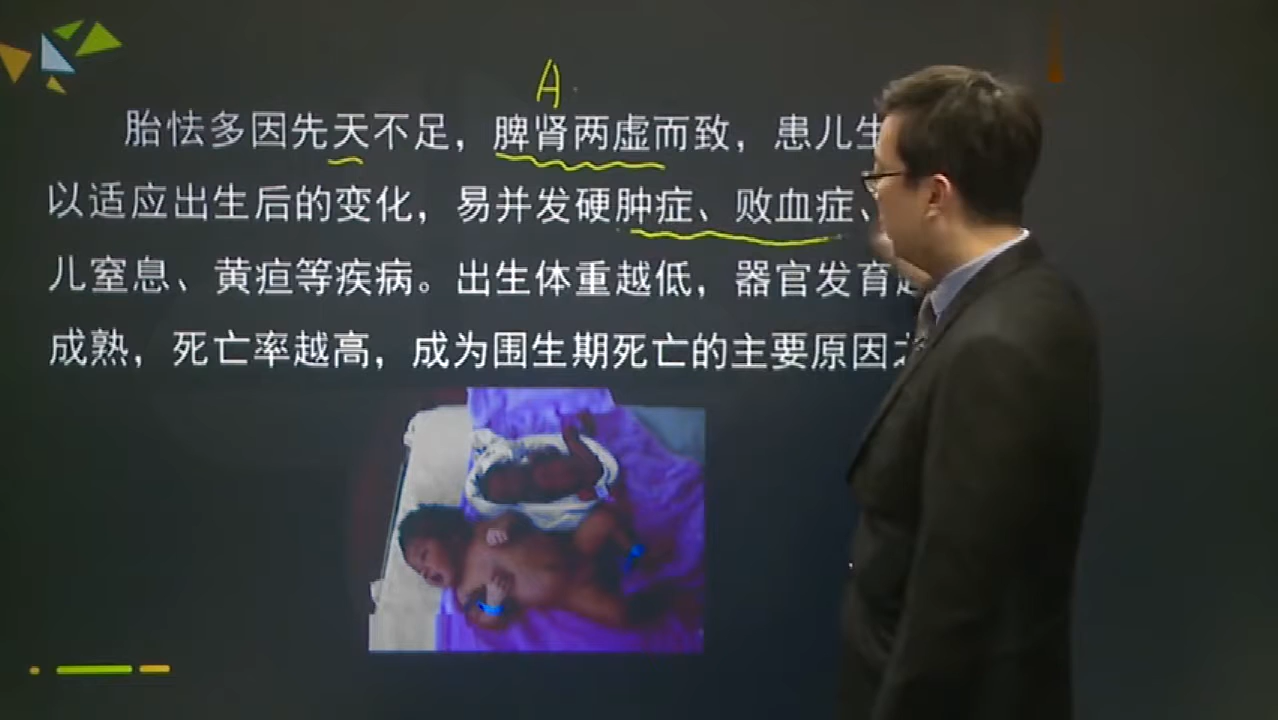 A
胎怯多因先天不足，脾肾两虚而致，患儿生
以适应出生后的变化，易并发硬肿症、败血症、
儿窒息、黄疸等疾病。出生体重越低，器官发育
成熟，死亡率越高，成为围生期死亡的主要原因